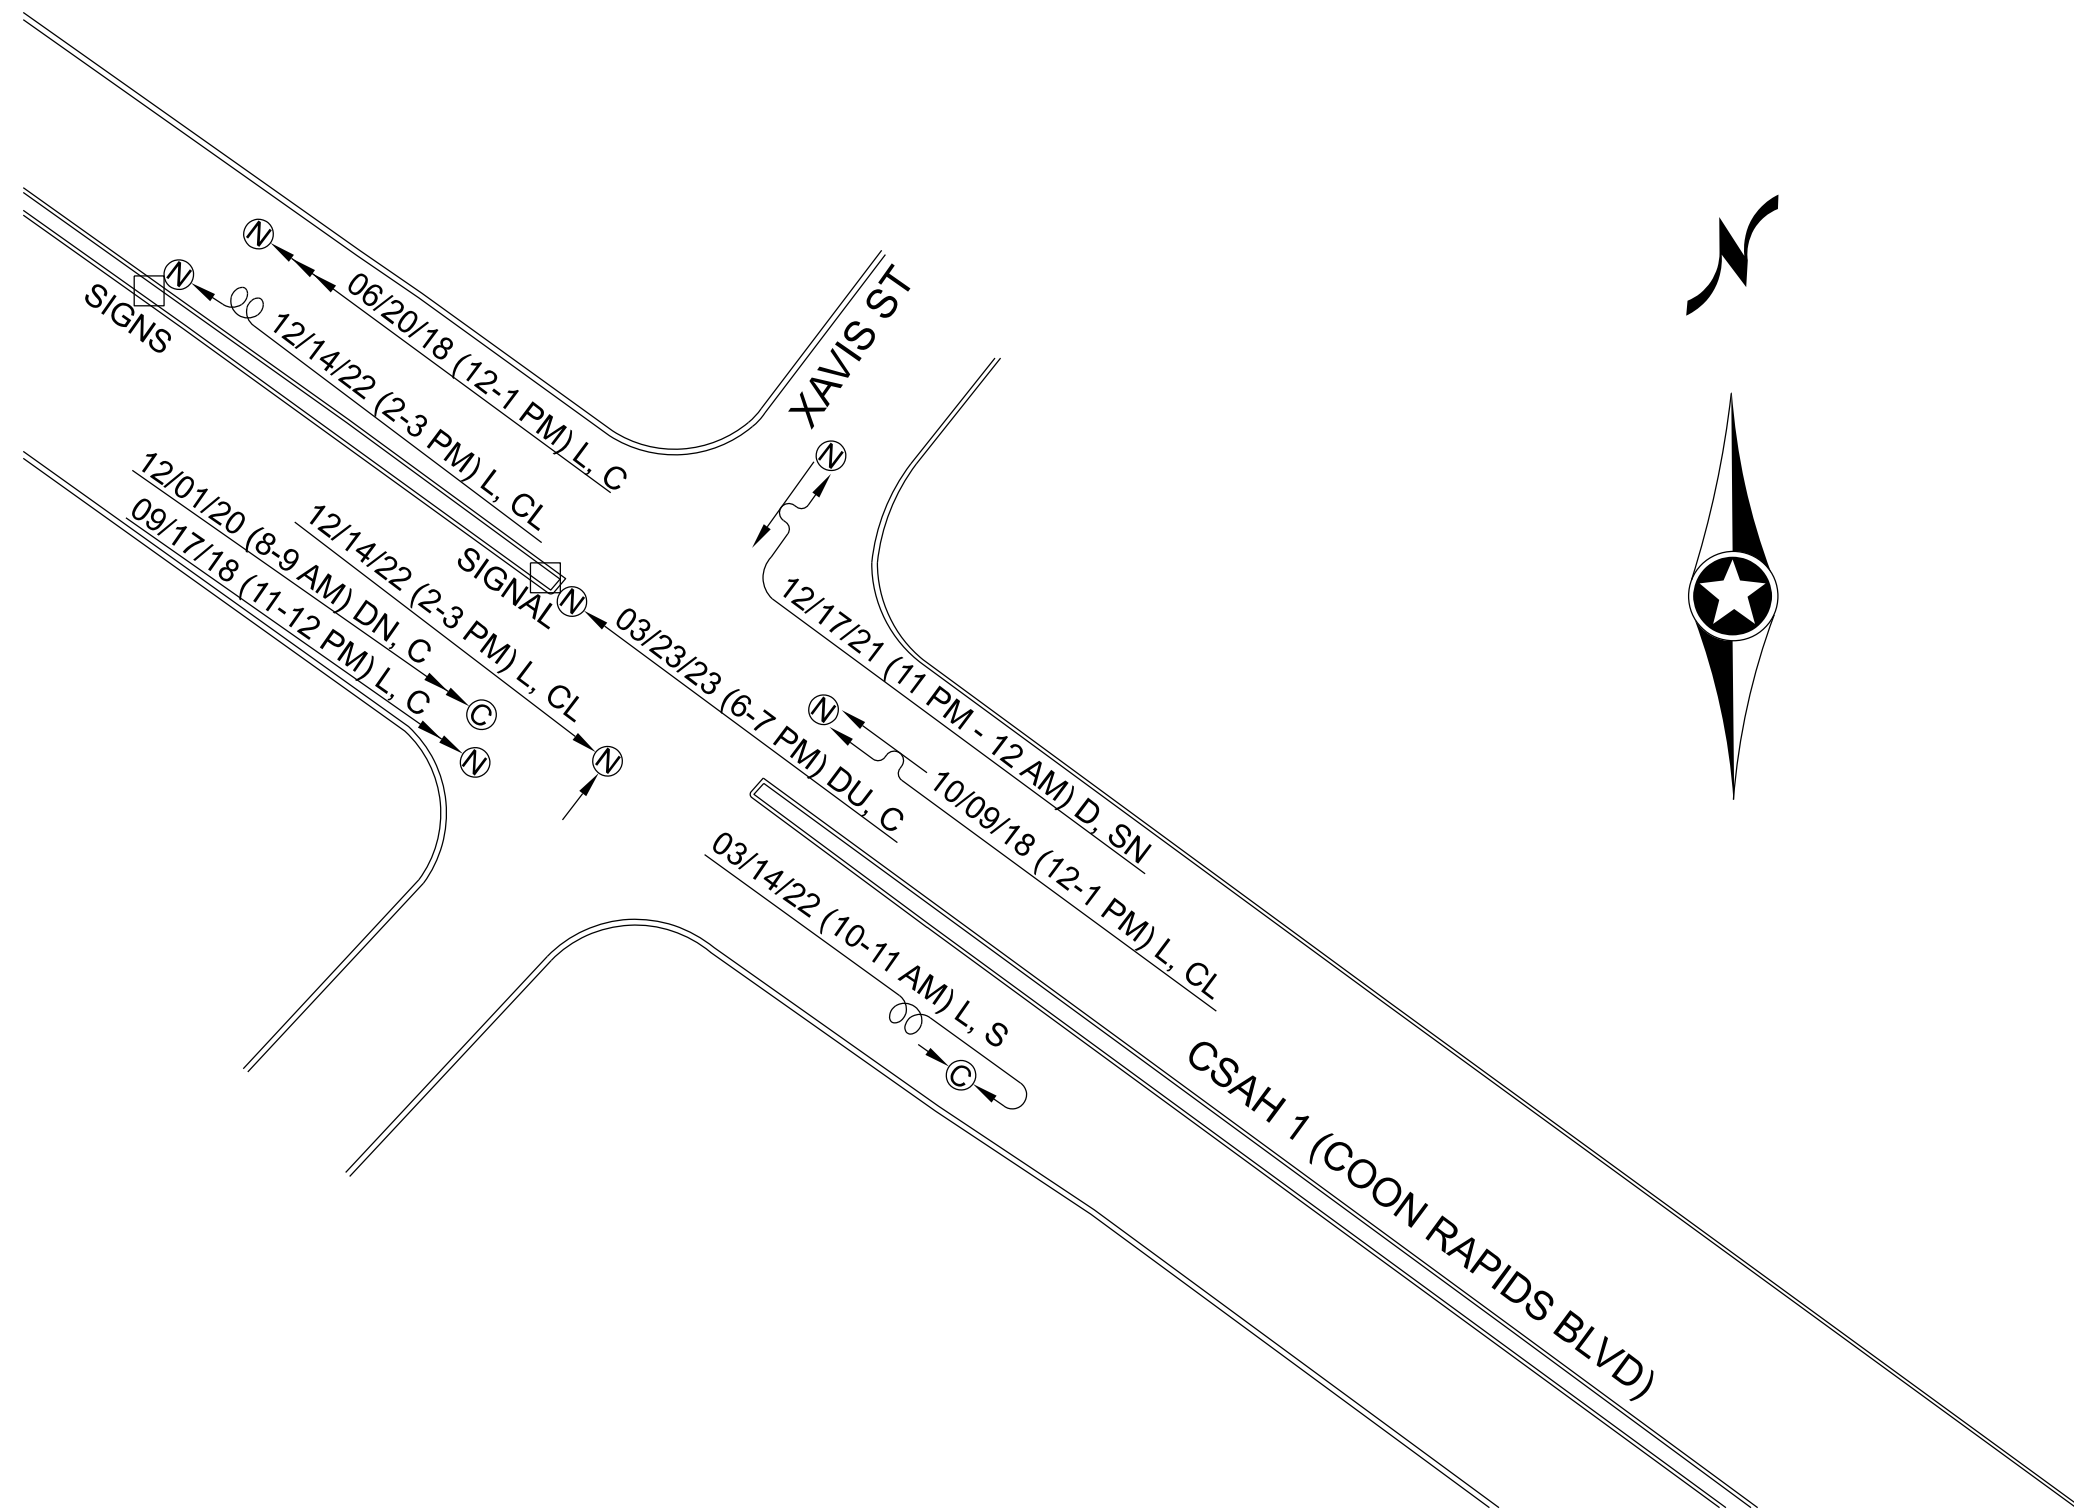 N
N
N
06/20/18 (12-1 PM) L, C
SIGNS
12/14/22 (2-3 PM) L, CL
XAVIS ST
N
12/01/20 (8-9 AM) DN, C
09/17/18 (11-12 PM) L, C
12/14/22 (2-3 PM) L, CL
SIGNAL
N
03/23/23 (6-7 PM) DU, C
12/17/21 (11 PM - 12 AM) D, SN
C
N
N
N
10/09/18 (12-1 PM) L, CL
03/14/22 (10-11 AM) L, S
C
CSAH 1 (COON RAPIDS BLVD)